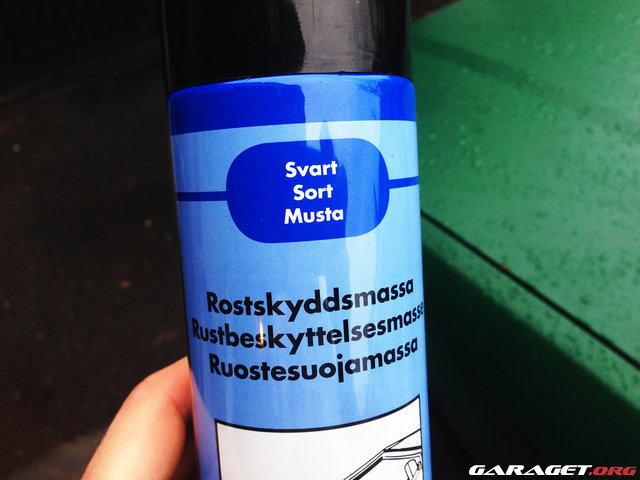 Svart
Sort
Musta
Rostskyddsmassa
Rustbeskyttelsesmasse
Ruostesuojamassa
GARAGET.ORG